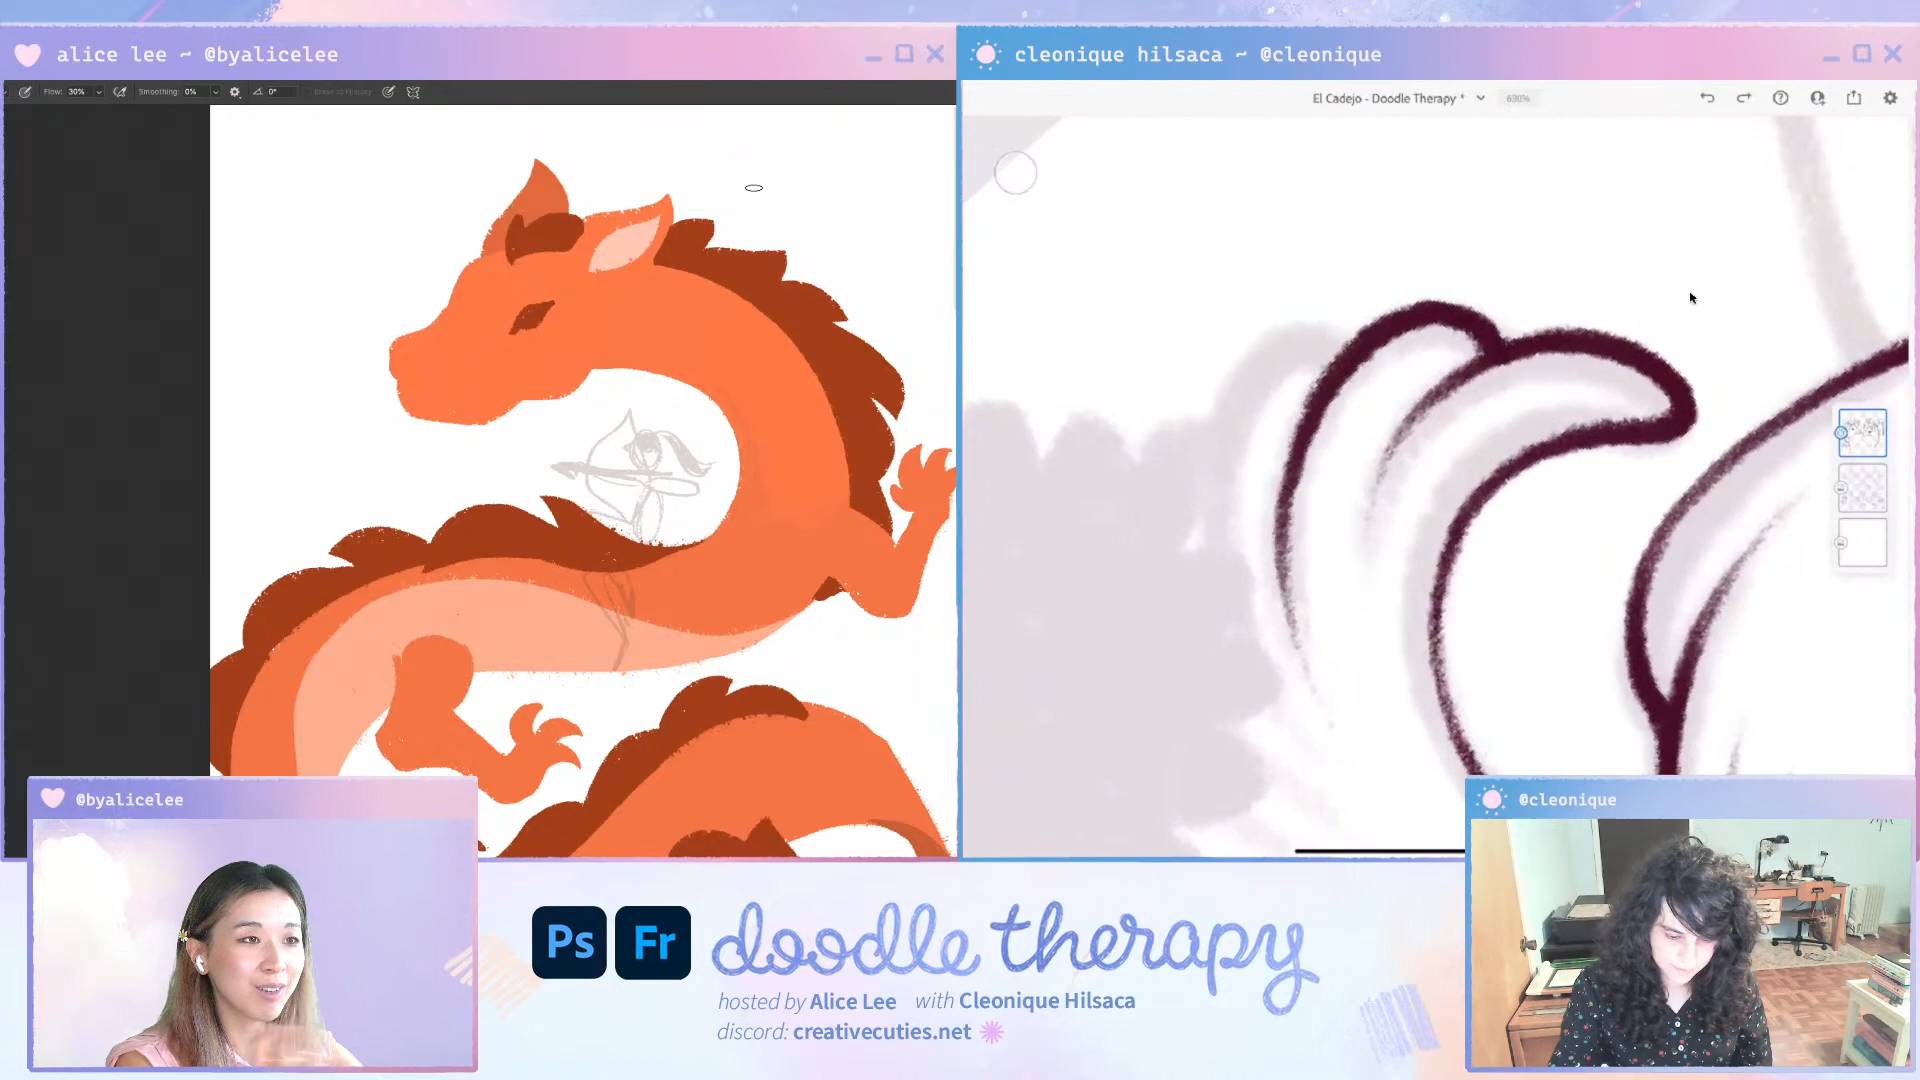 alice lee ~ @byalicelee
cleonique hilsaca ~ @cleonique
Flow: 30%
Smoothing: 0%
0°
El Cadejo - Doodle Therapy *
630%
@byalicelee
@cleonique
Ps Fr doodle therapy
hosted by Alice Lee with Cleonique Hilsaca
discord: creativecuties.net